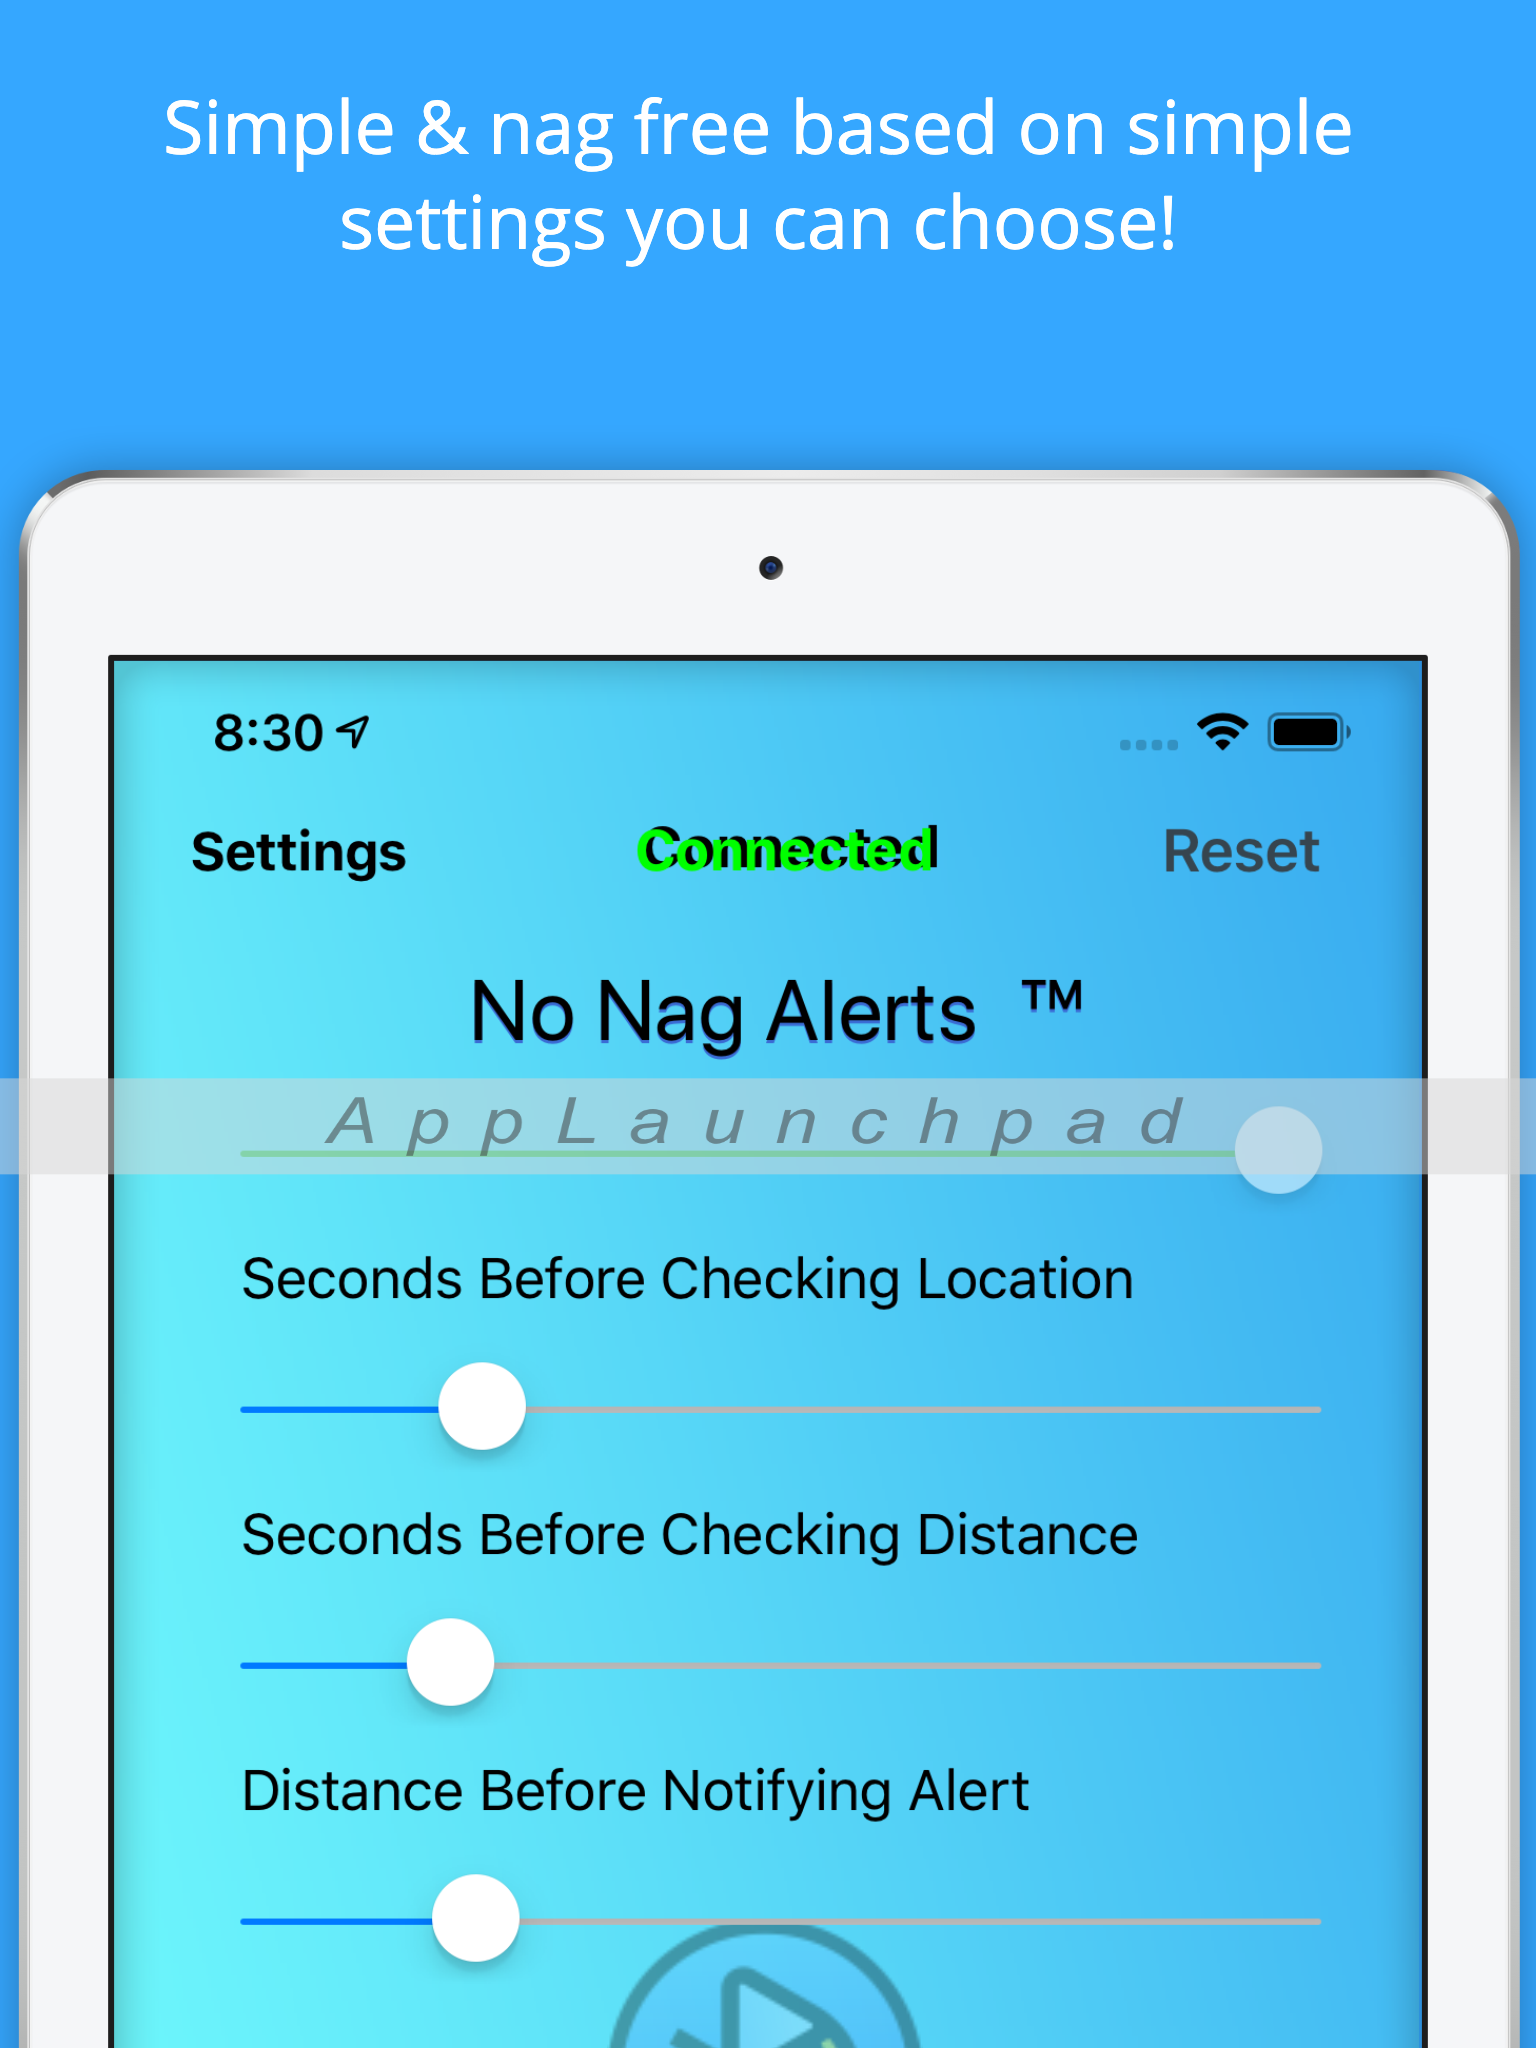 Simple & nag free based on simple
settings you can choose!
8:30
Settings Connected Reset
No Nag Alerts ™
AppLaunchpad
Seconds Before Checking Location
Seconds Before Checking Distance
Distance Before Notifying Alert